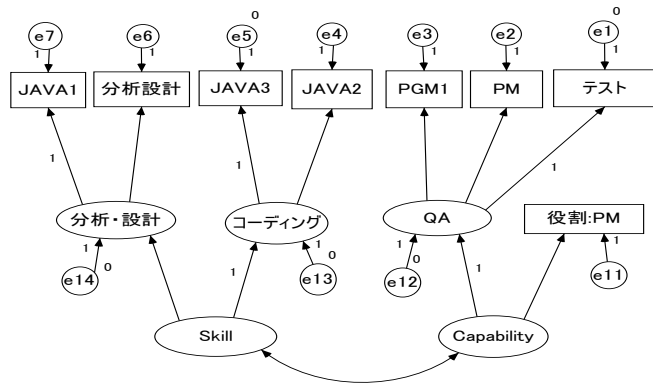 0
0
e7
e6
e5
e4
e3
e2
e1
1
1
1
1
1
1
1
JAVA1
分析設計
JAVA3
JAVA2
PGM1
PM
テスト
1
1
1
分析・設計
コーディング
QA
役割:PM
1
1
1
1
0
0
0
e14
e13
e12
e11
1
1
Skill
Capability